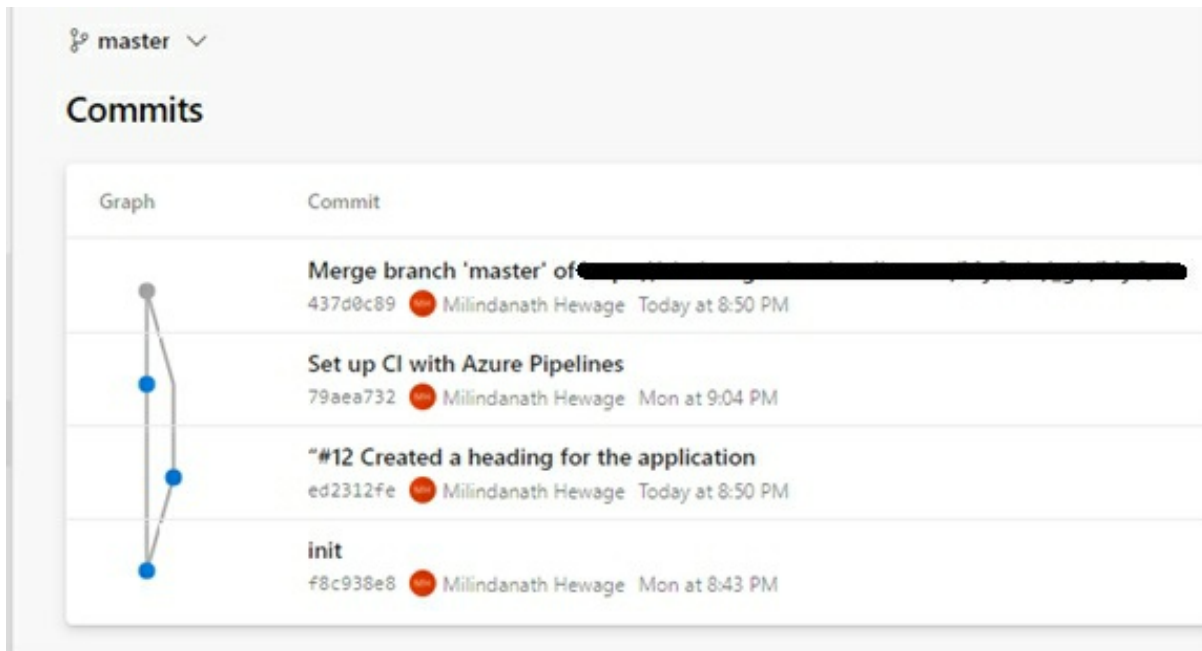 master
Commits
Graph Commit
Merge branch 'master' of
437d0c89 MH Milindanath Hewage Today at 8:50 PM
Set up CI with Azure Pipelines
79aea732 MH Milindanath Hewage Mon at 9:04 PM
“#12 Created a heading for the application
ed2312fe MH Milindanath Hewage Today at 8:50 PM
init
f8c938e8 MH Milindanath Hewage Mon at 8:43 PM